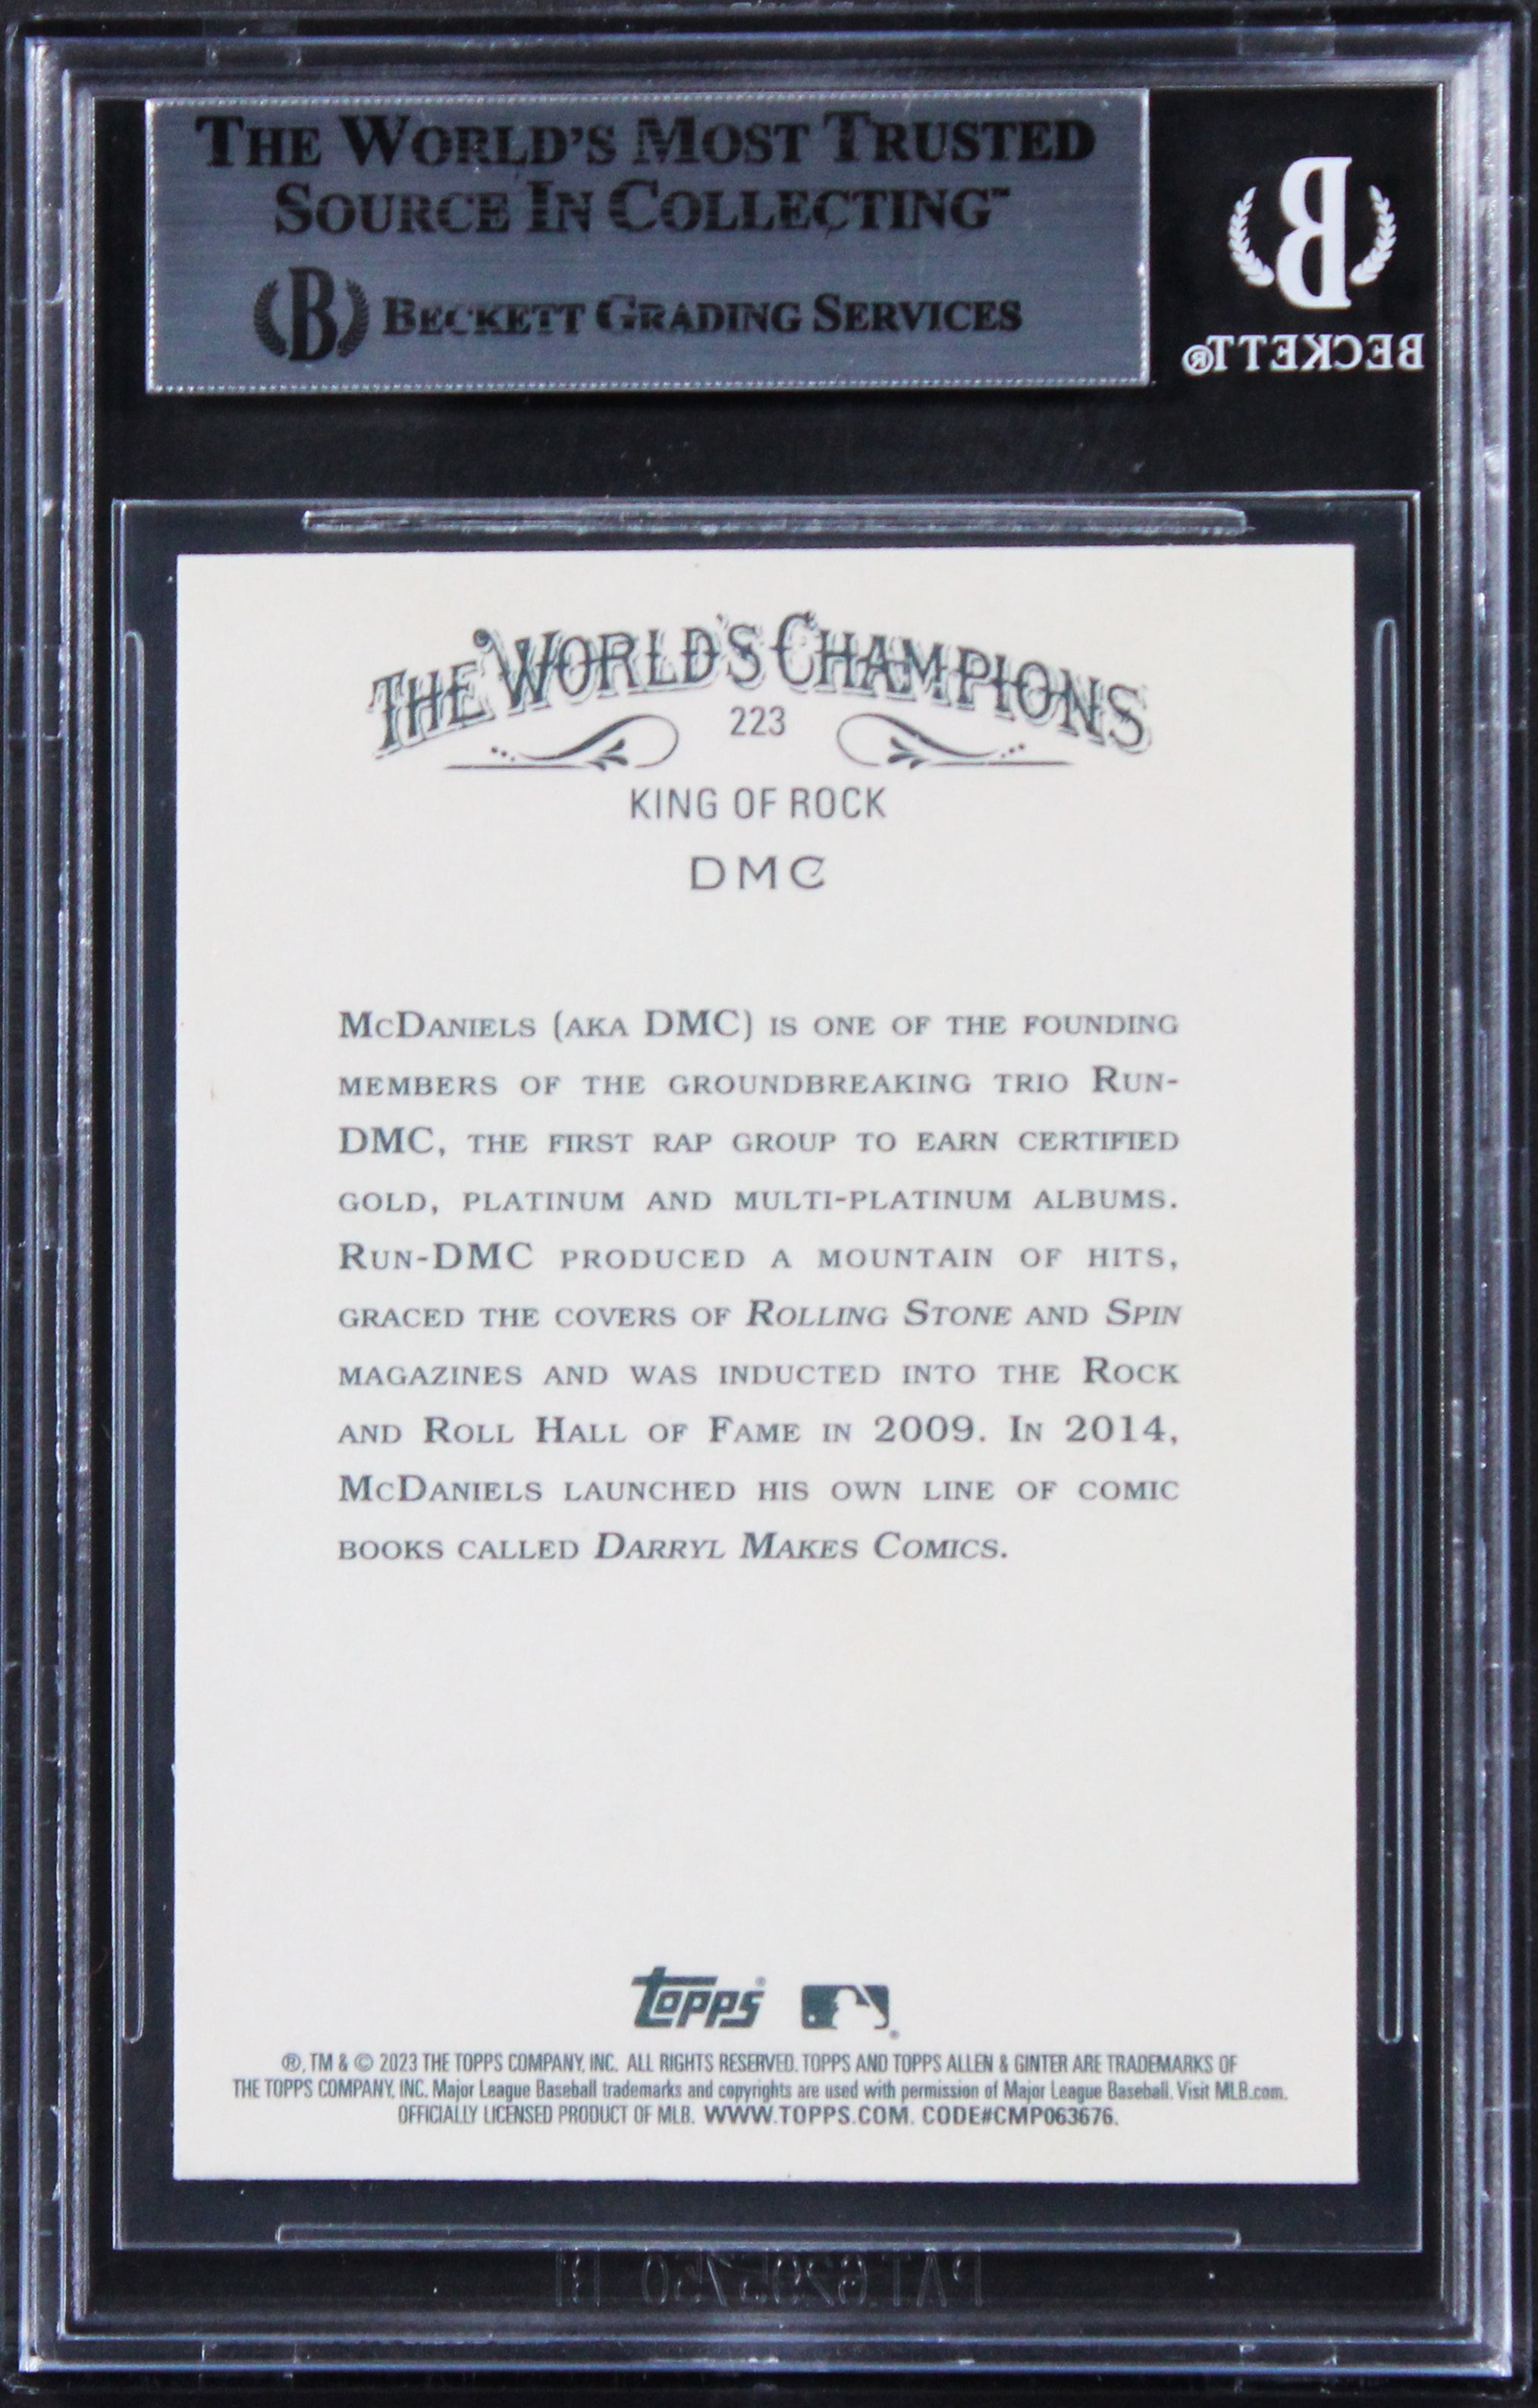 THE WORLD'S MOST TRUSTED
SOURCE IN COLLECTING™
B BECKETT GRADING SERVICES
B
BECKETT®
THE WORLD'S CHAMPIONS
223
KING OF ROCK
DMC
MCDANIELS (AKA DMC) IS ONE OF THE FOUNDING
MEMBERS OF THE GROUNDBREAKING TRIO RUN-
DMC, THE FIRST RAP GROUP TO EARN CERTIFIED
GOLD, PLATINUM AND MULTI-PLATINUM ALBUMS.
RUN-DMC PRODUCED A MOUNTAIN OF HITS,
GRACED THE COVERS OF ROLLING STONE AND SPIN
MAGAZINES AND WAS INDUCTED INTO THE ROCK
AND ROLL HALL OF FAME IN 2009. IN 2014,
MCDANIELS LAUNCHED HIS OWN LINE OF COMIC
BOOKS CALLED DARRYL MAKES COMICS.
topps®
®, TM & © 2023 THE TOPPS COMPANY, INC. ALL RIGHTS RESERVED. TOPPS AND TOPPS ALLEN & GINTER ARE TRADEMARKS OF
THE TOPPS COMPANY, INC. Major League Baseball trademarks and copyrights are used with permission of Major League Baseball. Visit MLB.com.
OFFICIALLY LICENSED PRODUCT OF MLB. WWW.TOPPS.COM. CODE#CMP063676.